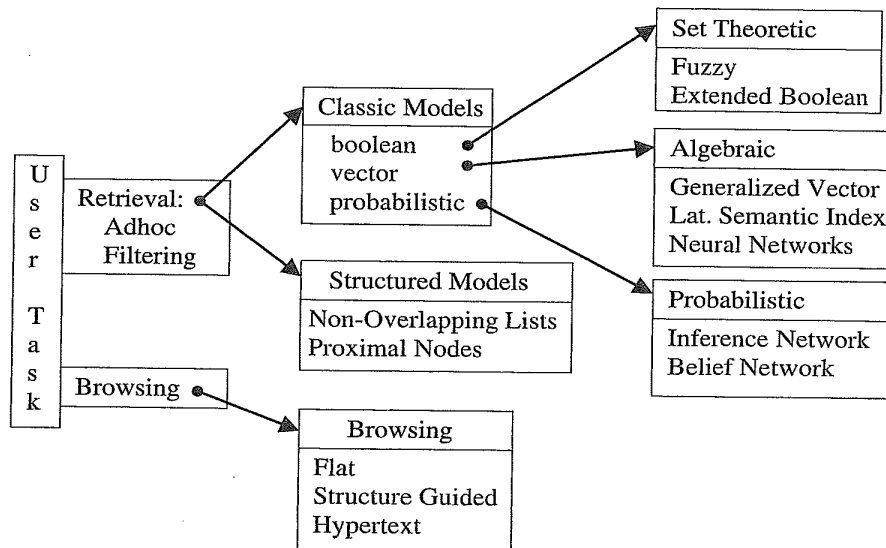 User Task
Retrieval:
Adhoc
Filtering
Browsing
Classic Models
boolean
vector
probabilistic
Structured Models
Non-Overlapping Lists
Proximal Nodes
Browsing
Flat
Structure Guided
Hypertext
Set Theoretic
Fuzzy
Extended Boolean
Algebraic
Generalized Vector
Lat. Semantic Index
Neural Networks
Probabilistic
Inference Network
Belief Network